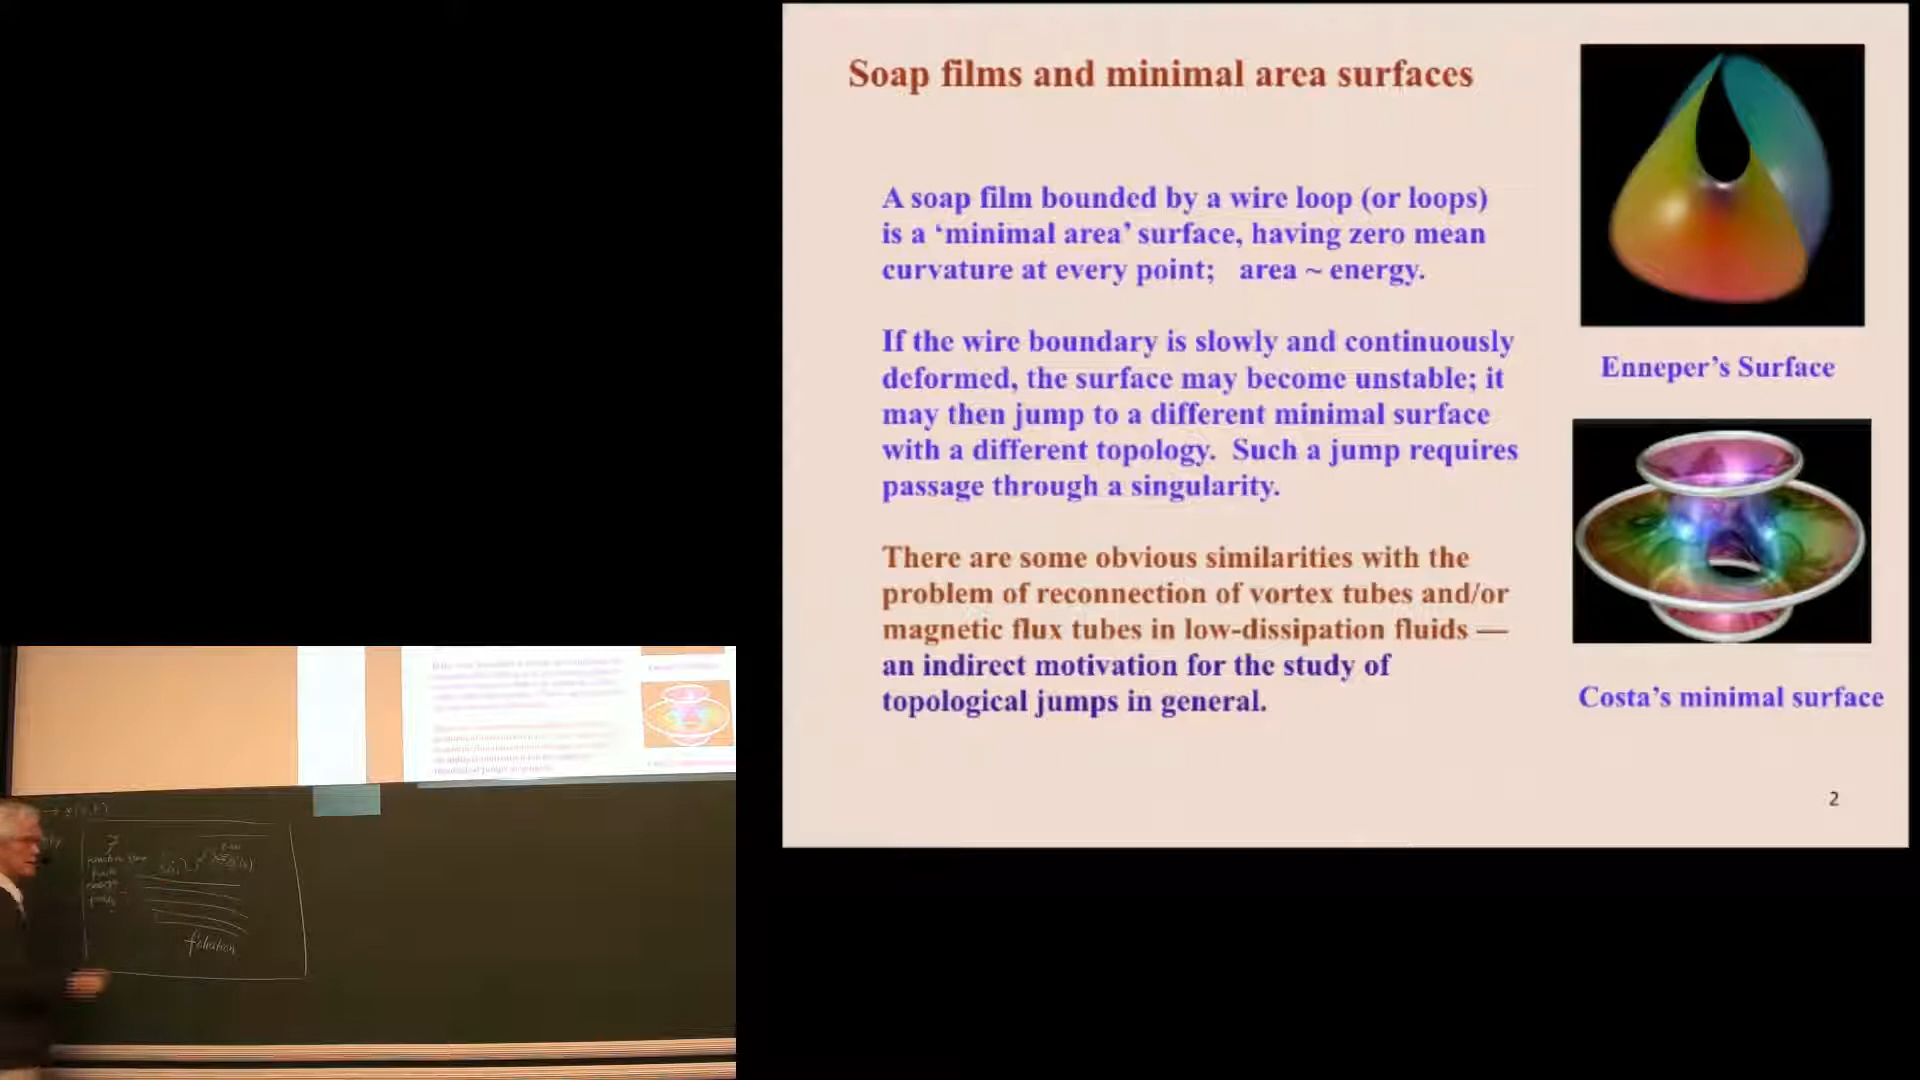 Soap films and minimal area surfaces
A soap film bounded by a wire loop (or loops)
is a ‘minimal area’ surface, having zero mean
curvature at every point;   area ~ energy.
If the wire boundary is slowly and continuously
deformed, the surface may become unstable; it
may then jump to a different minimal surface
with a different topology.  Such a jump requires
passage through a singularity.
There are some obvious similarities with the
problem of reconnection of vortex tubes and/or
magnetic flux tubes in low-dissipation fluids —
an indirect motivation for the study of
topological jumps in general.
Enneper’s Surface
Costa’s minimal surface
2
foliation